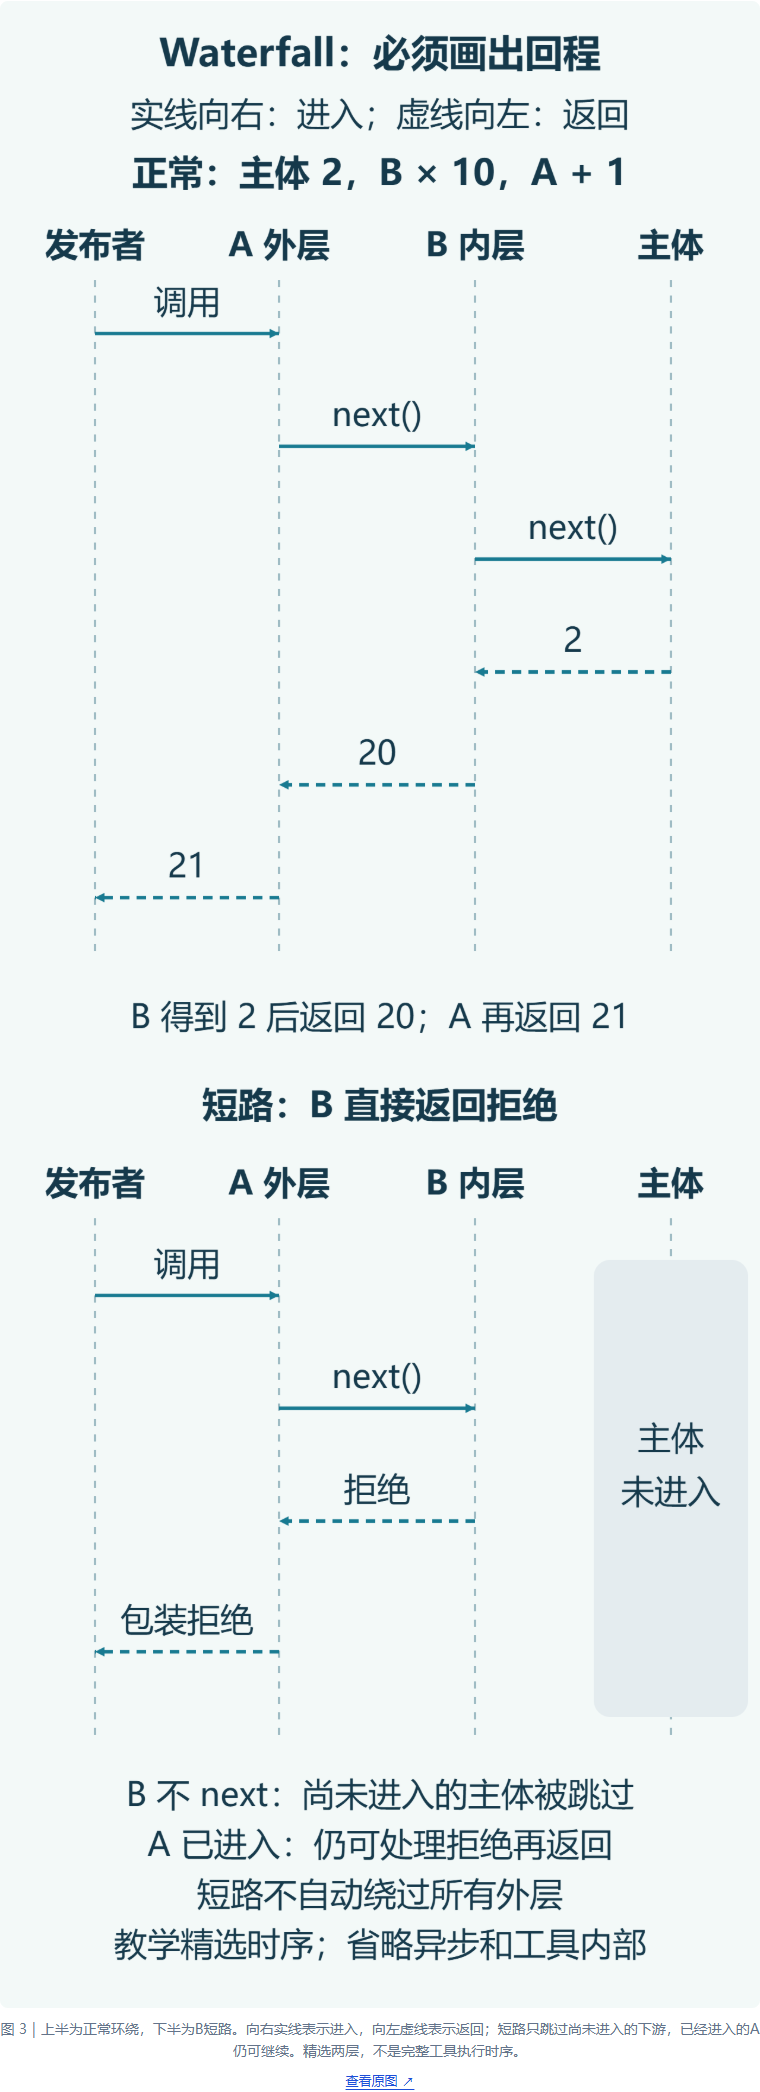 Waterfall：必须画出回程
实线向右：进入；虚线向左：返回
正常：主体 2，B × 10，A + 1
发布者 A 外层 B 内层 主体
调用
next()
next()
2
20
21
B 得到 2 后返回 20；A 再返回 21
短路：B 直接返回拒绝
发布者 A 外层 B 内层 主体
调用
next()
主体
未进入
拒绝
包装拒绝
B 不 next：尚未进入的主体被跳过
A 已进入：仍可处理拒绝再返回
短路不自动绕过所有外层
教学精选时序；省略异步和工具内部
图 3｜上半为正常环绕，下半为B短路。向右实线表示进入，向左虚线表示返回；短路只跳过尚未进入的下游，已经进入的A
仍可继续。精选两层，不是完整工具执行时序。
查看原图 ↗